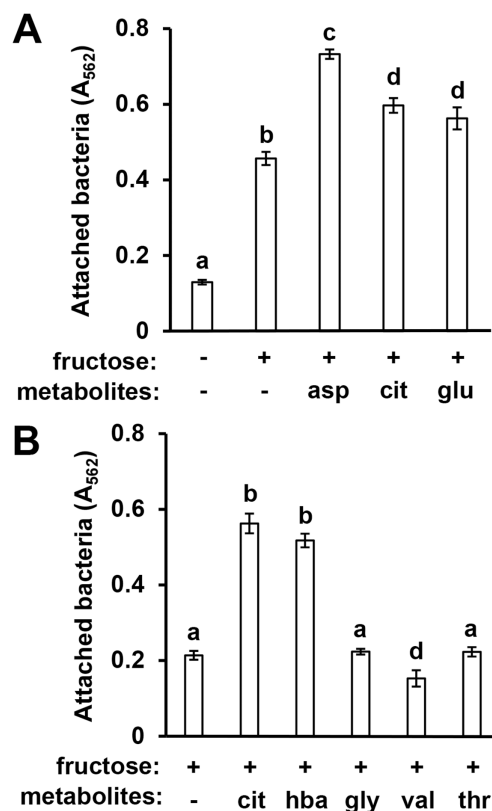 A
Attached bacteria (A562)
0.8
0.6
0.4
0.2
0
a
b
c
d
d
fructose: - + + + +
metabolites: - - asp cit glu
B
Attached bacteria (A562)
0.8
0.6
0.4
0.2
0
a
b
b
a
d
a
fructose: + + + + + +
metabolites: - cit hba gly val thr